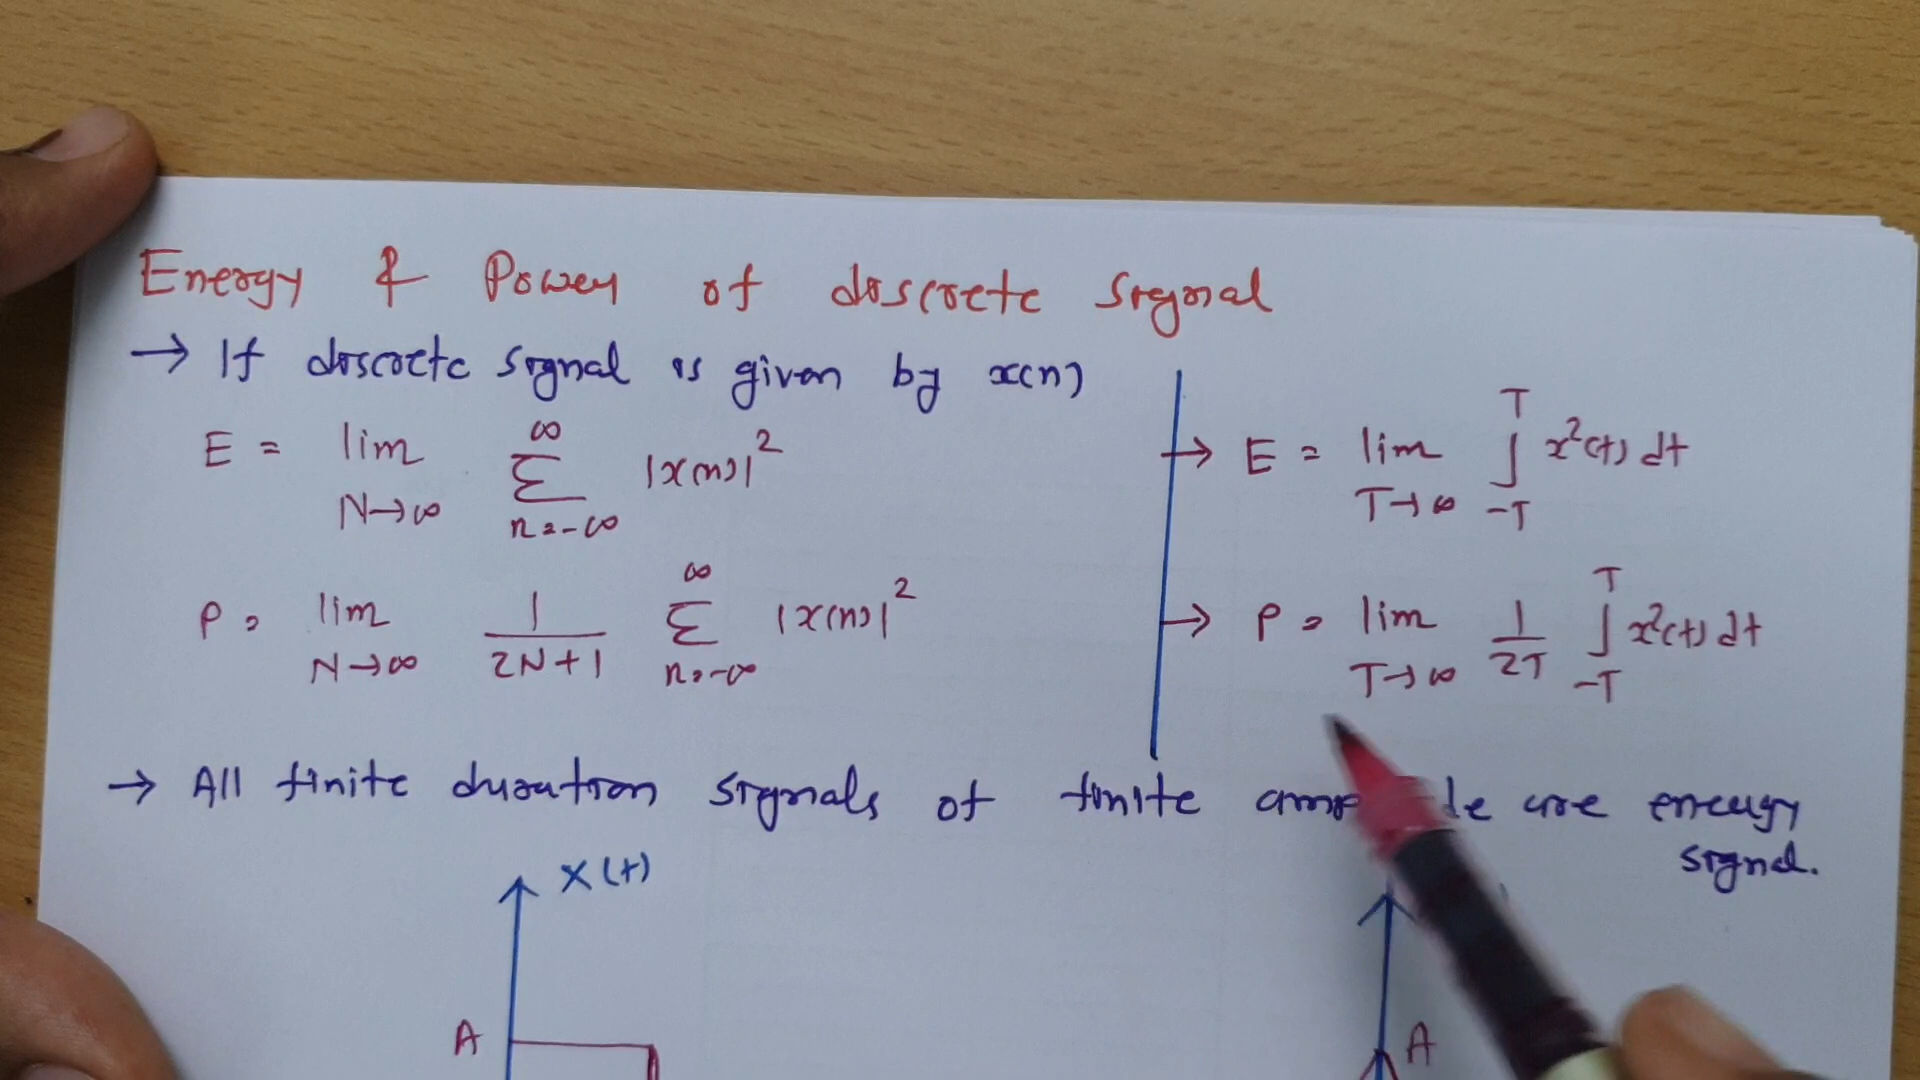 Energy & Power of discrete Signal
→ If discrete signal is given by x(n)
E = lim N→∞ ∞ Σ n=-∞ |x(n)|²
P = lim N→∞ 1/2N+1 ∞ Σ n=-∞ |x(n)|²
→ E = lim T→∞ T ∫ -T x²(t) dt
→ P = lim T→∞ 1/2T T ∫ -T x²(t) dt
→ All finite duration signals of finite are energy
signal.
x(t)
A
A